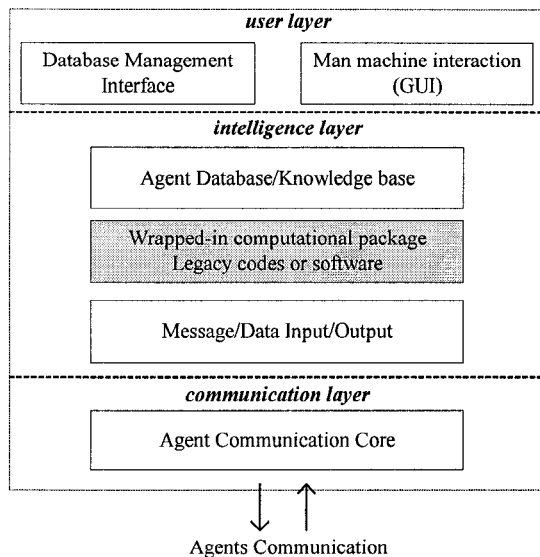 user layer
Database Management
Interface
Man machine interaction
(GUI)
intelligence layer
Agent Database/Knowledge base
Wrapped-in computational package
Legacy codes or software
Message/Data Input/Output
communication layer
Agent Communication Core
Agents Communication